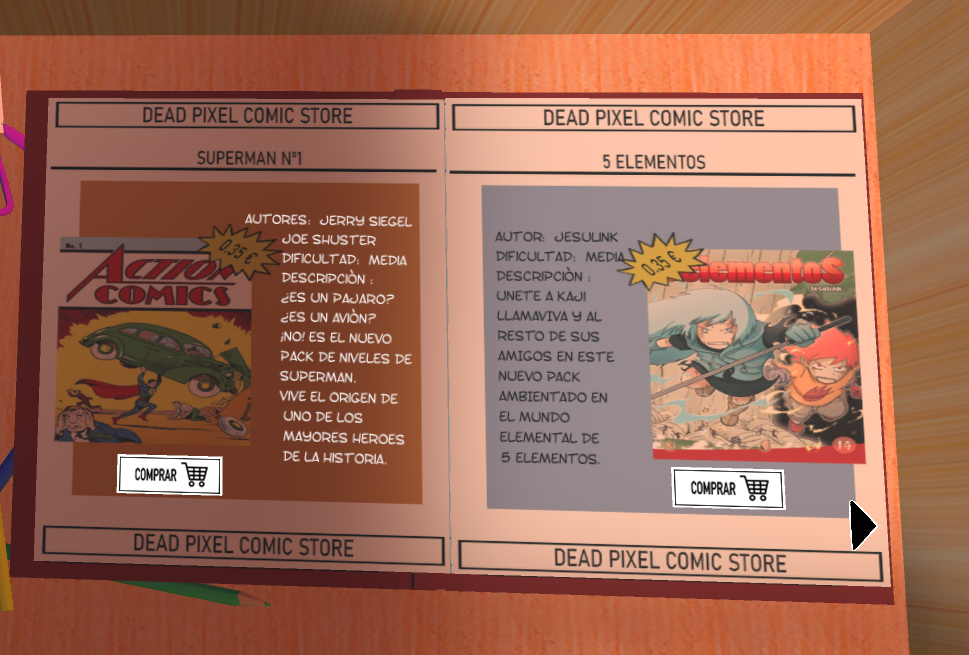 DEAD PIXEL COMIC STORE
SUPERMAN Nº1
No. 1
ACTION
COMICS
0.35 €
AUTORES: JERRY SIEGEL
JOE SHUSTER
DIFICULTAD: MEDIA
DESCRIPCIÒN :
¿ES UN PAJARO?
¿ES UN AVIÒN?
¡NO! ES EL NUEVO
PACK DE NIVELES DE
SUPERMAN.
VIVE EL ORIGEN DE
UNO DE LOS
MAYORES HEROES
DE LA HISTORIA.
COMPRAR
DEAD PIXEL COMIC STORE
DEAD PIXEL COMIC STORE
5 ELEMENTOS
AUTOR: JESULINK
DIFICULTAD: MEDIA
DESCRIPCIÒN :
UNETE A KAJI
LLAMAVIVA Y AL
RESTO DE SUS
AMIGOS EN ESTE
NUEVO PACK
AMBIENTADO EN
EL MUNDO
ELEMENTAL DE
5 ELEMENTOS.
0.35 €
elementos
Jesulink
COMPRAR
DEAD PIXEL COMIC STORE